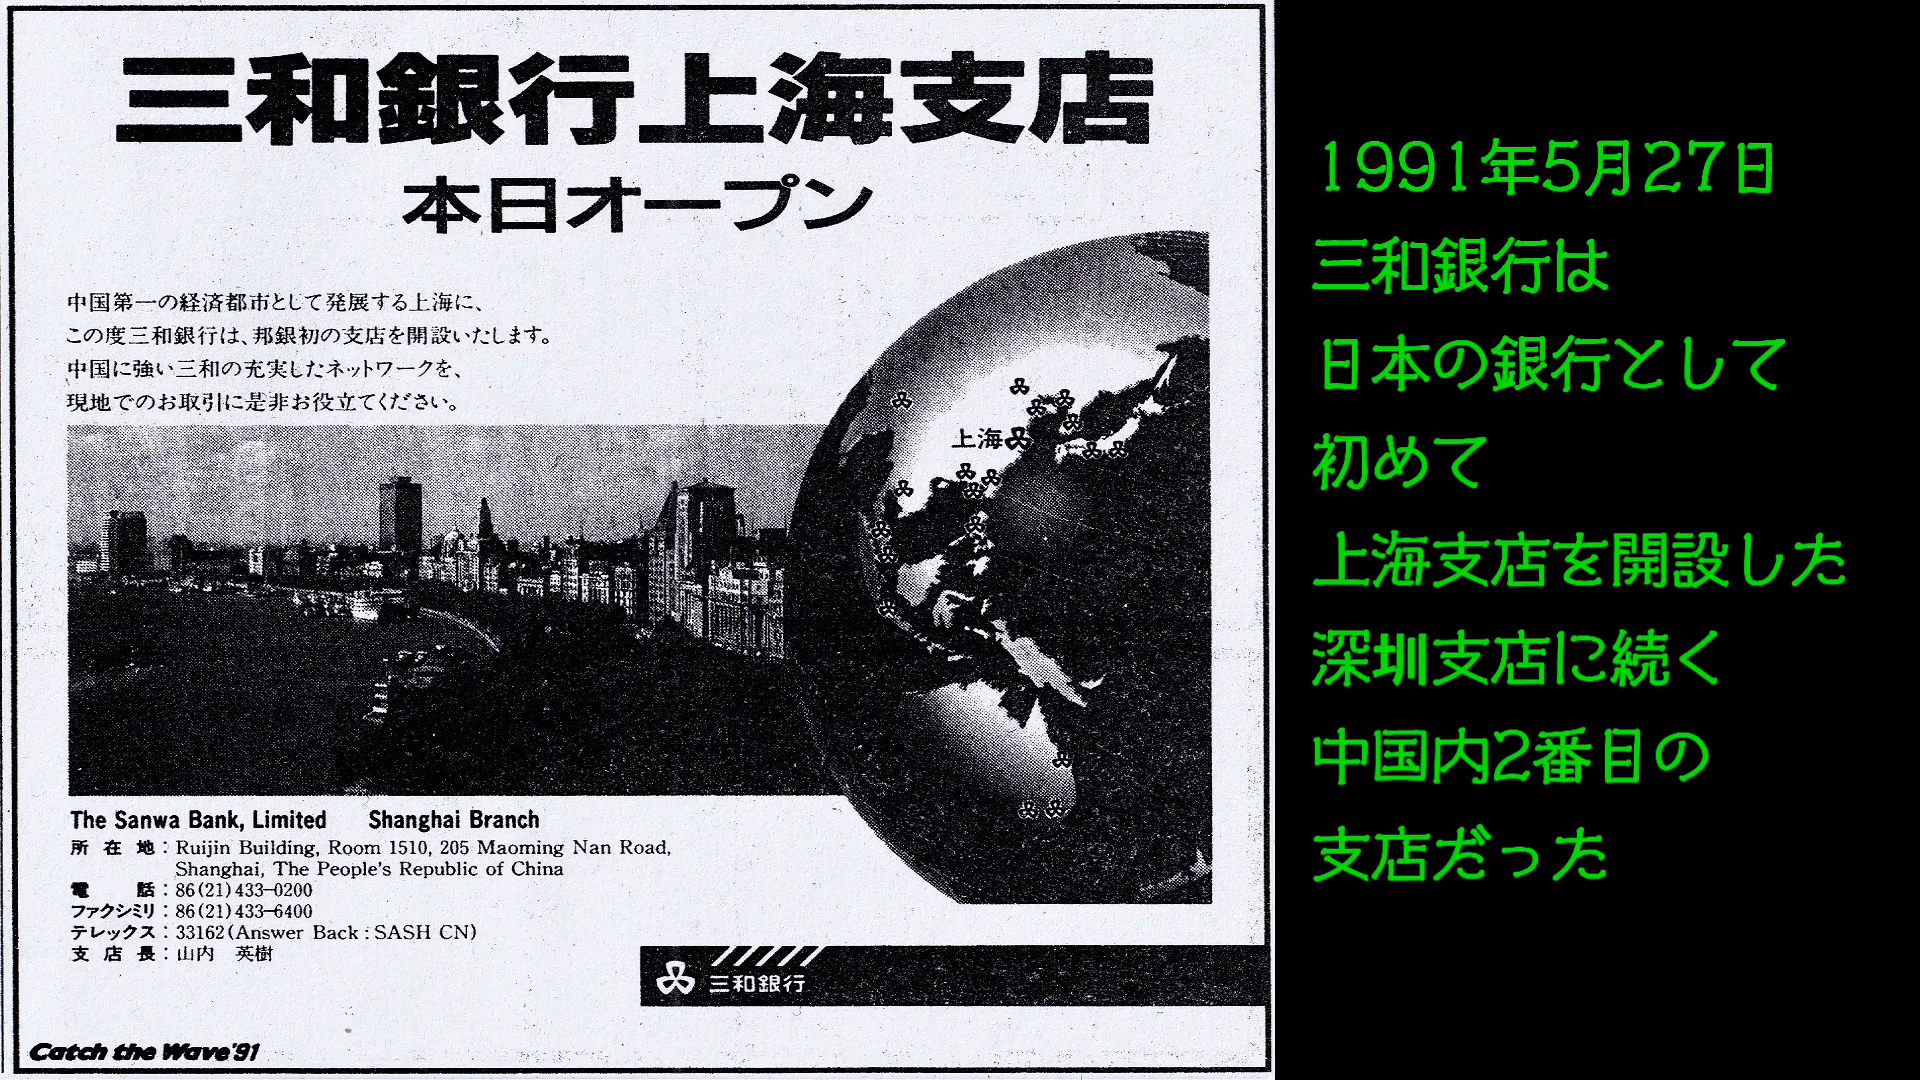 三和銀行上海支店
本日オープン
中国第一の経済都市として発展する上海に、
この度三和銀行は、邦銀初の支店を開設いたします。
中国に強い三和の充実したネットワークを、
現地でのお取引に是非お役立てください。
上海
The Sanwa Bank, Limited Shanghai Branch
所在地：Ruijin Building, Room 1510, 205 Maoming Nan Road,
Shanghai, The People's Republic of China
電話：86(21)433-0200
ファクシミリ：86(21)433-6400
テレックス：33162(Answer Back：SASH CN)
支店長：山内 英樹
三和銀行
Catch the Wave'91
1991年5月27日
三和銀行は
日本の銀行として
初めて
上海支店を開設した
深圳支店に続く
中国内2番目の
支店だった